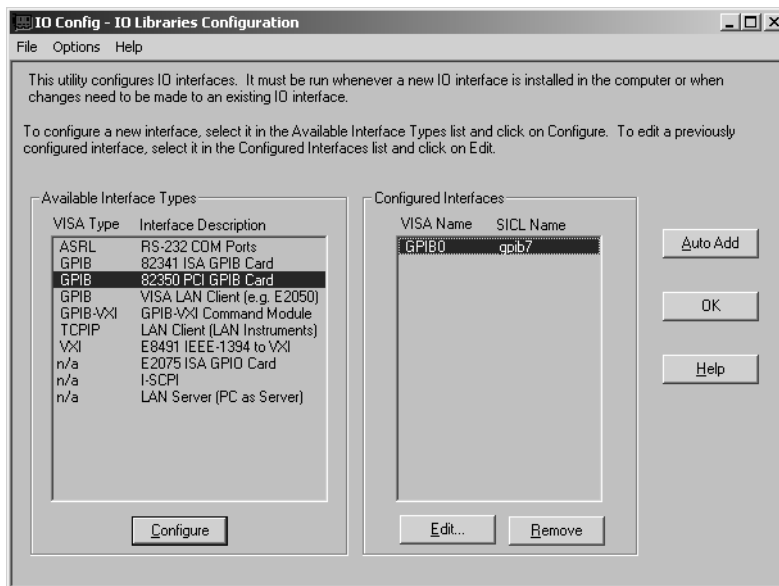 IO Config - IO Libraries Configuration
File Options Help
This utility configures IO interfaces. It must be run whenever a new IO interface is installed in the computer or when
changes need to be made to an existing IO interface.
To configure a new interface, select it in the Available Interface Types list and click on Configure. To edit a previously
configured interface, select it in the Configured Interfaces list and click on Edit.
Available Interface Types
VISA Type Interface Description
ASRL RS-232 COM Ports
GPIB 82341 ISA GPIB Card
GPIB 82350 PCI GPIB Card
GPIB VISA LAN Client (e.g. E2050)
GPIB-VXI GPIB-VXI Command Module
TCPIP LAN Client (LAN Instruments)
VXI E8491 IEEE-1394 to VXI
n/a E2075 ISA GPIO Card
n/a I-SCPI
n/a LAN Server (PC as Server)
Configure
Configured Interfaces
VISA Name SICL Name
GPIB0 gpib7
Edit... Remove
Auto Add
OK
Help